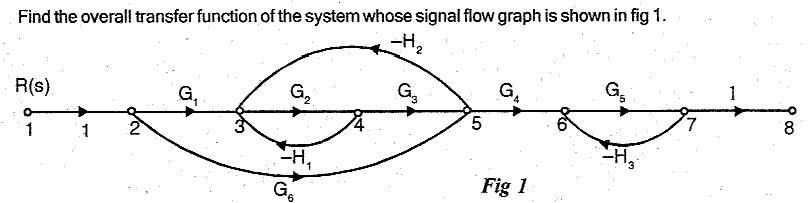 Find the overall transfer function of the system whose signal flow graph is shown in fig 1.
-H₂
R(s) G₁ G₂ G₃ G₄ G₅ 1
1 1 2 3 4 5 6 7 8
-H₁ -H₃
G₆ Fig 1